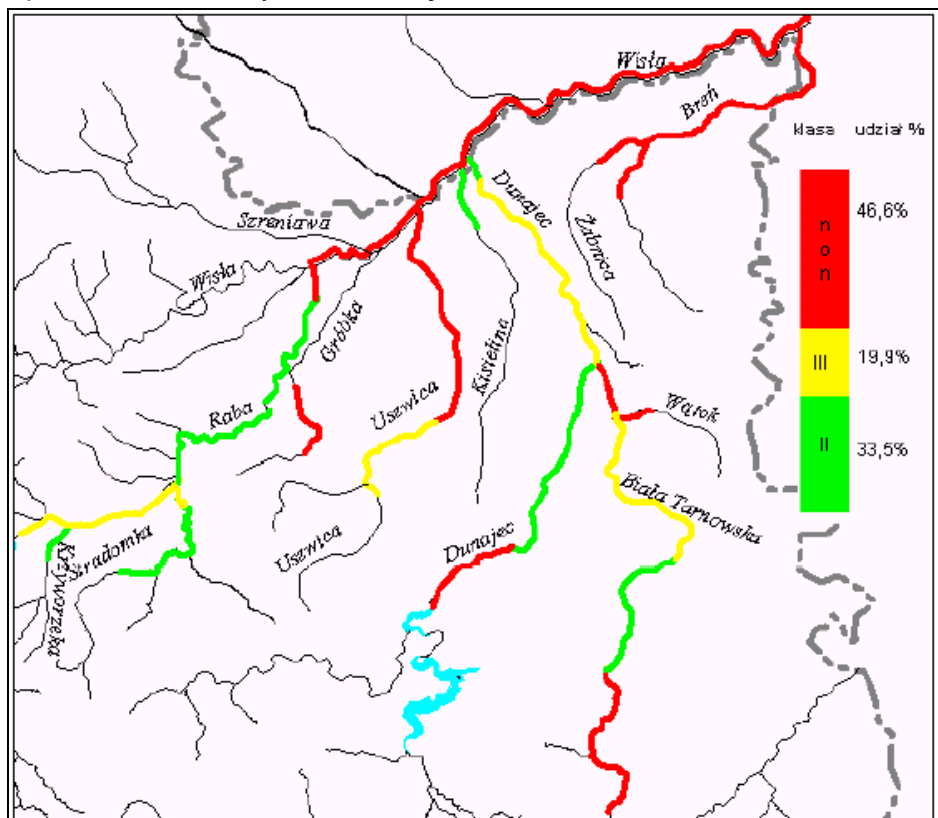 Wisła
Breń
klasa udział %
Dunajec
46,6%
Szreniawa
Żabnica
non
Wisła
Gróbka
Kisielina
19,9%
III
Uszwica
Raba
Wątok
II
33,5%
Biała Tarnowska
Stradomka
Uszwica
Dunajec
Krzyworzeka